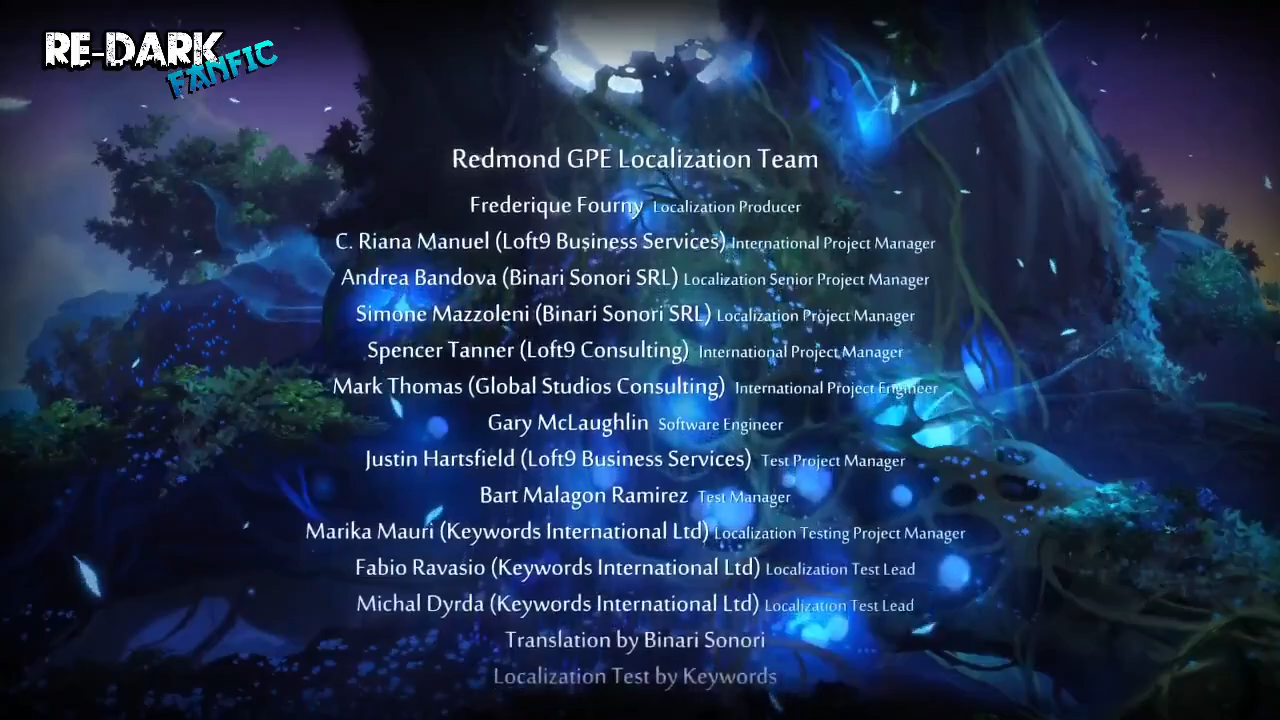 RE-DARK
FANFIC
Redmond GPE Localization Team
Frederique Fourny Localization Producer
C. Riana Manuel (Loft9 Business Services) International Project Manager
Andrea Bandova (Binari Sonori SRL) Localization Senior Project Manager
Simone Mazzoleni (Binari Sonori SRL) Localization Project Manager
Spencer Tanner (Loft9 Consulting) International Project Manager
Mark Thomas (Global Studios Consulting) International Project Engineer
Gary McLaughlin Software Engineer
Justin Hartsfield (Loft9 Business Services) Test Project Manager
Bart Malagon Ramirez Test Manager
Marika Mauri (Keywords International Ltd) Localization Testing Project Manager
Fabio Ravasio (Keywords International Ltd) Localization Test Lead
Michal Dyrda (Keywords International Ltd) Localization Test Lead
Translation by Binari Sonori
Localization Test by Keywords